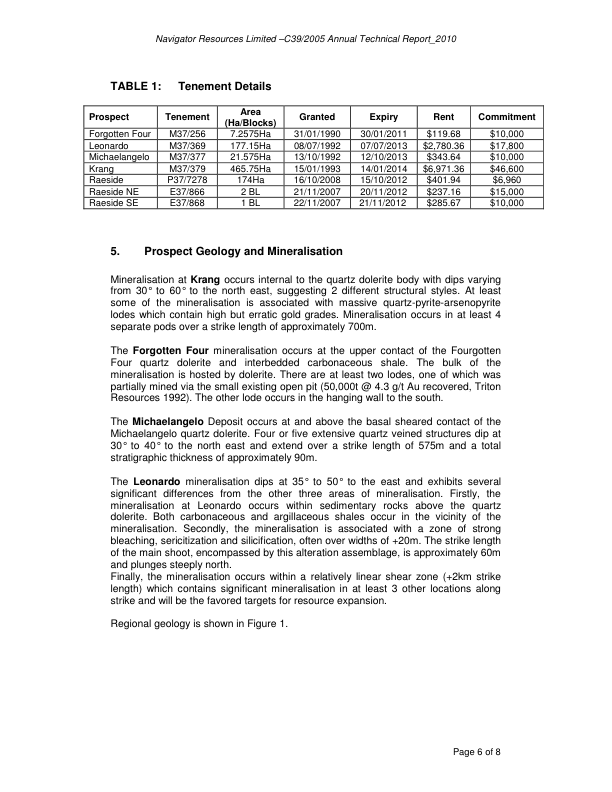 Navigator Resources Limited –C39/2005 Annual Technical Report_2010
TABLE 1: Tenement Details
Prospect Tenement Area (Ha/Blocks) Granted Expiry Rent Commitment
Forgotten Four M37/256 7.2575Ha 31/01/1990 30/01/2011 $119.68 $10,000
Leonardo M37/369 177.15Ha 08/07/1992 07/07/2013 $2,780.36 $17,800
Michaelangelo M37/377 21.575Ha 13/10/1992 12/10/2013 $343.64 $10,000
Krang M37/379 465.75Ha 15/01/1993 14/01/2014 $6,971.36 $46,600
Raeside P37/7278 174Ha 16/10/2008 15/10/2012 $401.94 $6,960
Raeside NE E37/866 2 BL 21/11/2007 20/11/2012 $237.16 $15,000
Raeside SE E37/868 1 BL 22/11/2007 21/11/2012 $285.67 $10,000
5. Prospect Geology and Mineralisation
Mineralisation at Krang occurs internal to the quartz dolerite body with dips varying
from 30° to 60° to the north east, suggesting 2 different structural styles. At least
some of the mineralisation is associated with massive quartz-pyrite-arsenopyrite
lodes which contain high but erratic gold grades. Mineralisation occurs in at least 4
separate pods over a strike length of approximately 700m.
The Forgotten Four mineralisation occurs at the upper contact of the Fourgotten
Four quartz dolerite and interbedded carbonaceous shale. The bulk of the
mineralisation is hosted by dolerite. There are at least two lodes, one of which was
partially mined via the small existing open pit (50,000t @ 4.3 g/t Au recovered, Triton
Resources 1992). The other lode occurs in the hanging wall to the south.
The Michaelangelo Deposit occurs at and above the basal sheared contact of the
Michaelangelo quartz dolerite. Four or five extensive quartz veined structures dip at
30° to 40° to the north east and extend over a strike length of 575m and a total
stratigraphic thickness of approximately 90m.
The Leonardo mineralisation dips at 35° to 50° to the east and exhibits several
significant differences from the other three areas of mineralisation. Firstly, the
mineralisation at Leonardo occurs within sedimentary rocks above the quartz
dolerite. Both carbonaceous and argillaceous shales occur in the vicinity of the
mineralisation. Secondly, the mineralisation is associated with a zone of strong
bleaching, sericitization and silicification, often over widths of +20m. The strike length
of the main shoot, encompassed by this alteration assemblage, is approximately 60m
and plunges steeply north.
Finally, the mineralisation occurs within a relatively linear shear zone (+2km strike
length) which contains significant mineralisation in at least 3 other locations along
strike and will be the favored targets for resource expansion.
Regional geology is shown in Figure 1.
Page 6 of 8